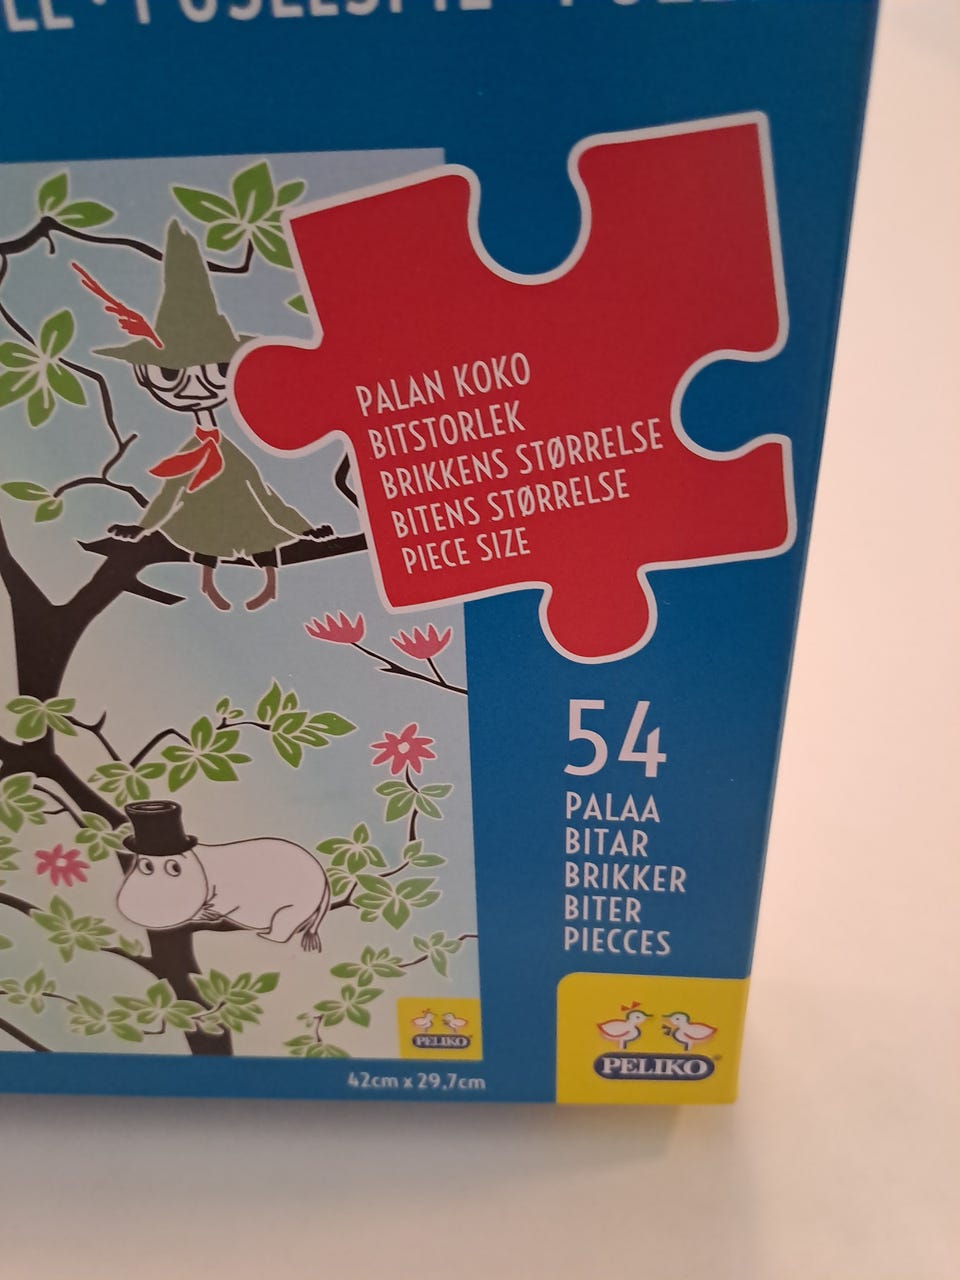 PALAN KOKO
BITSTORLEK
BRIKKENS STØRRELSE
BITENS STØRRELSE
PIECE SIZE
54
PALAA
BITAR
BRIKKER
BITER
PIECCES
PELIKO
42cm x 29,7cm
PELIKO